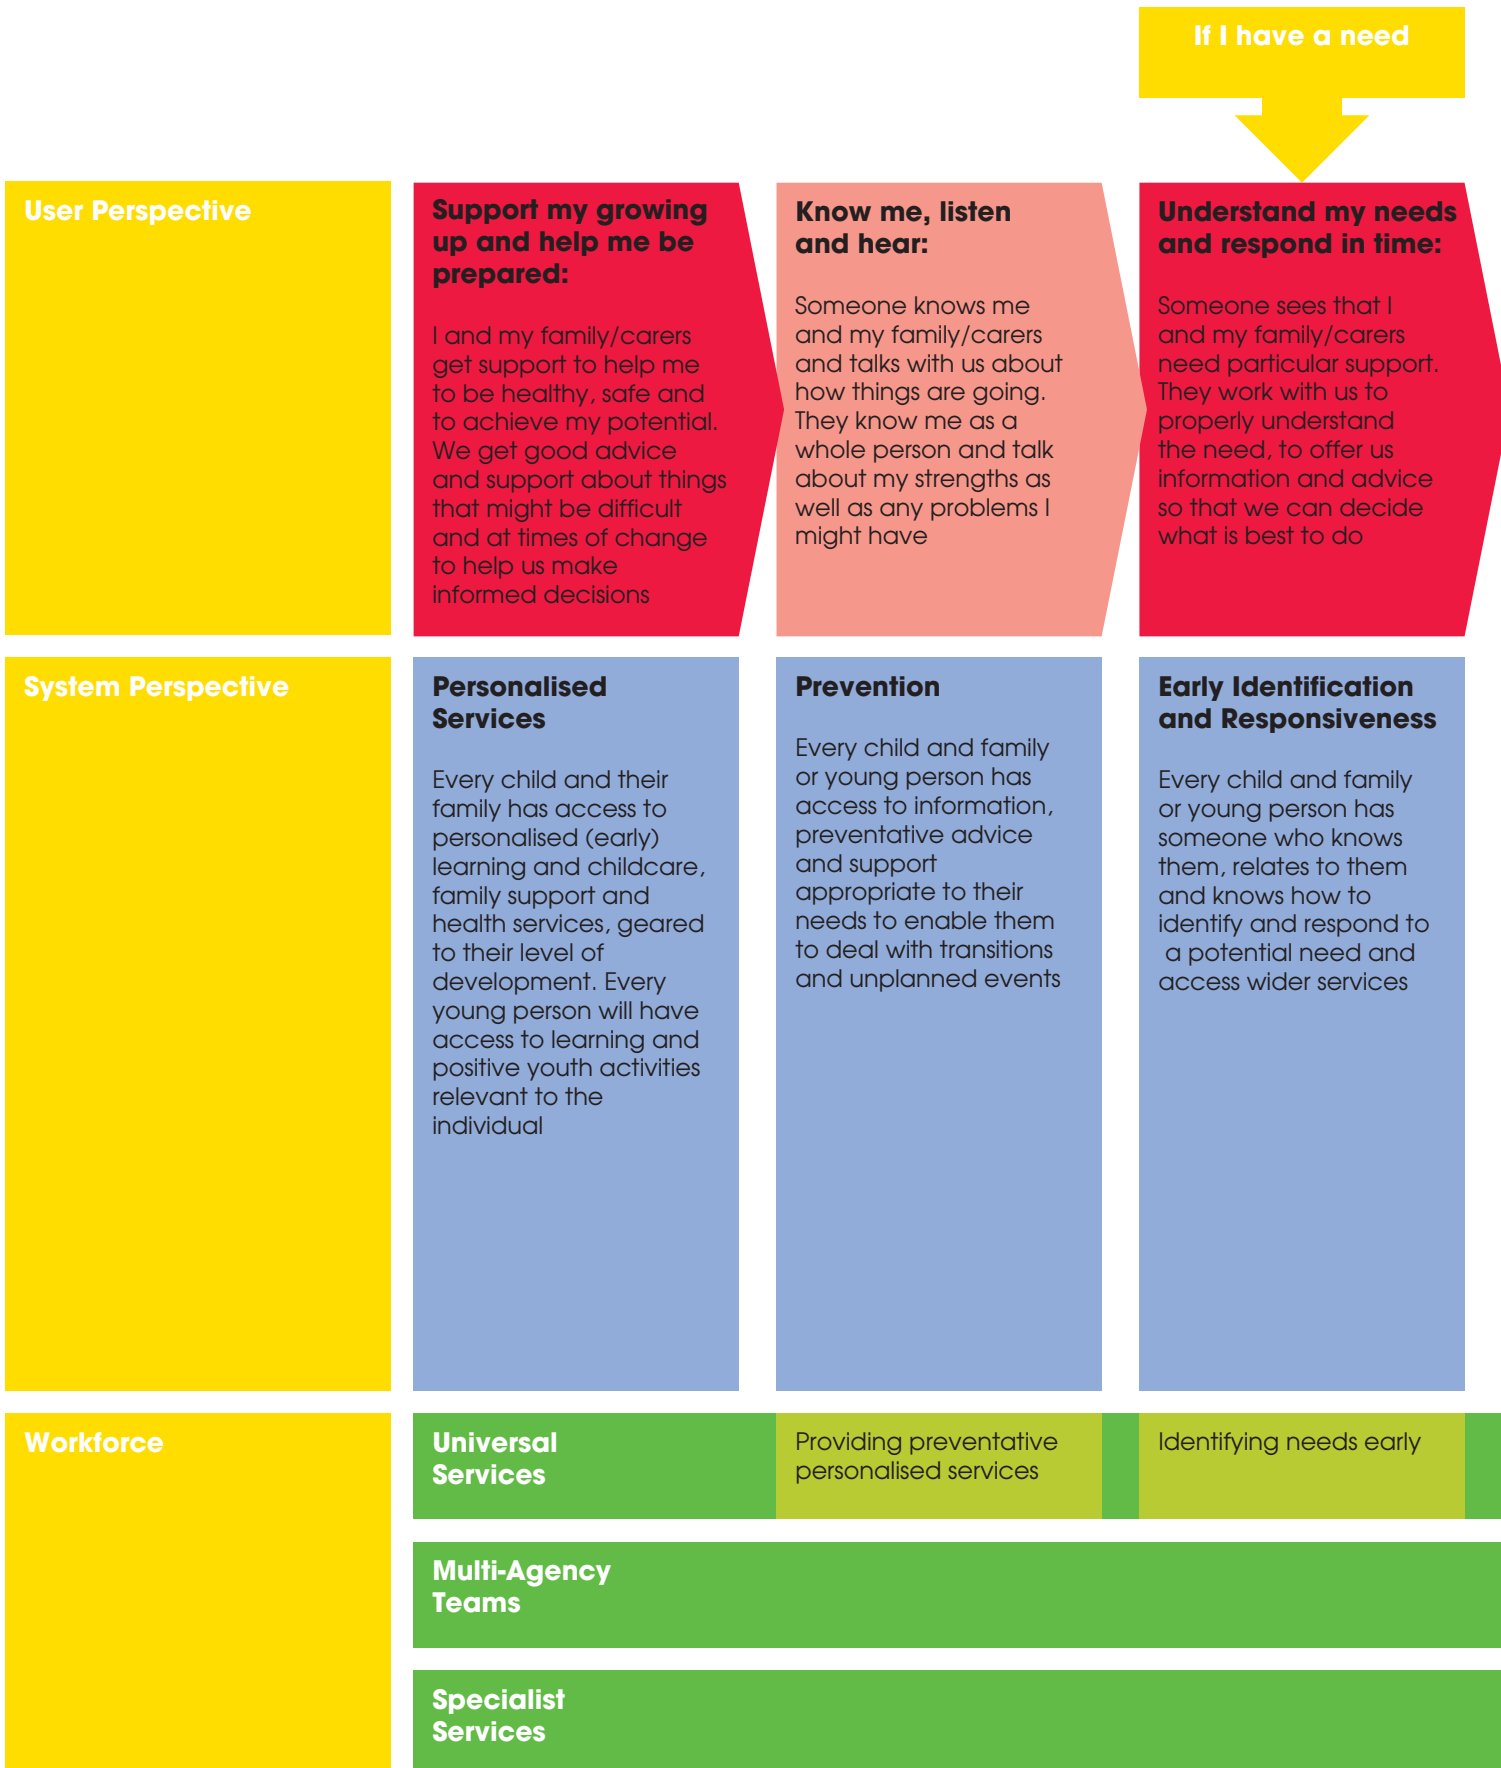 If I have a need
User Perspective
Support my growing
up and help me be
prepared:
I and my family/carers
get support to help me
to be healthy, safe and
to achieve my potential.
We get good advice
and support about things
that might be difficult
and at times of change
to help us make
informed decisions
Know me, listen
and hear:
Someone knows me
and my family/carers
and talks with us about
how things are going.
They know me as a
whole person and talk
about my strengths as
well as any problems I
might have
Understand my needs
and respond in time:
Someone sees that I
and my family/carers
need particular support.
They work with us to
properly understand
the need, to offer us
information and advice
so that we can decide
what is best to do
System Perspective
Personalised
Services
Every child and their
family has access to
personalised (early)
learning and childcare,
family support and
health services, geared
to their level of
development. Every
young person will have
access to learning and
positive youth activities
relevant to the
individual
Prevention
Every child and family
or young person has
access to information,
preventative advice
and support
appropriate to their
needs to enable them
to deal with transitions
and unplanned events
Early Identification
and Responsiveness
Every child and family
or young person has
someone who knows
them, relates to them
and knows how to
identify and respond to
a potential need and
access wider services
Workforce
Universal
Services
Providing preventative
personalised services
Identifying needs early
Multi-Agency
Teams
Specialist
Services